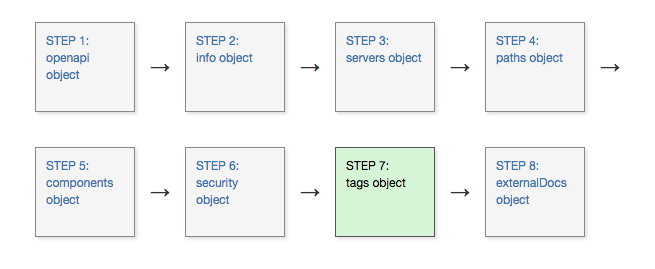 STEP 1:
openapi
object
STEP 2:
info object
STEP 3:
servers object
STEP 4:
paths object
STEP 5:
components
object
STEP 6:
security
object
STEP 7:
tags object
STEP 8:
externalDocs
object